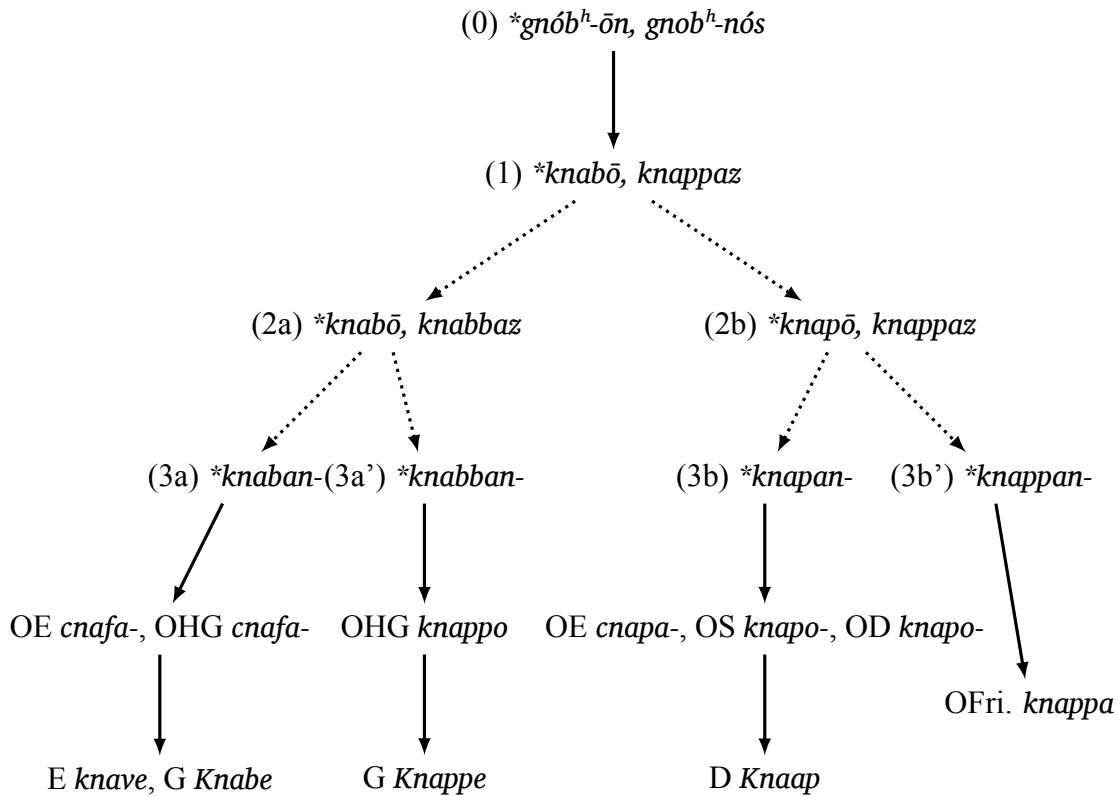 (0) *gnóbʰ-ōn, gnobʰ-nós
(1) *knabō, knappaz
(2a) *knabō, knabbaz (2b) *knapō, knappaz
(3a) *knaban- (3a’) *knabban- (3b) *knapan- (3b’) *knappan-
OE cnafa-, OHG cnafa- OHG knappo OE cnapa-, OS knapo-, OD knapo-
OFri. knappa
E knave, G Knabe G Knappe D Knaap